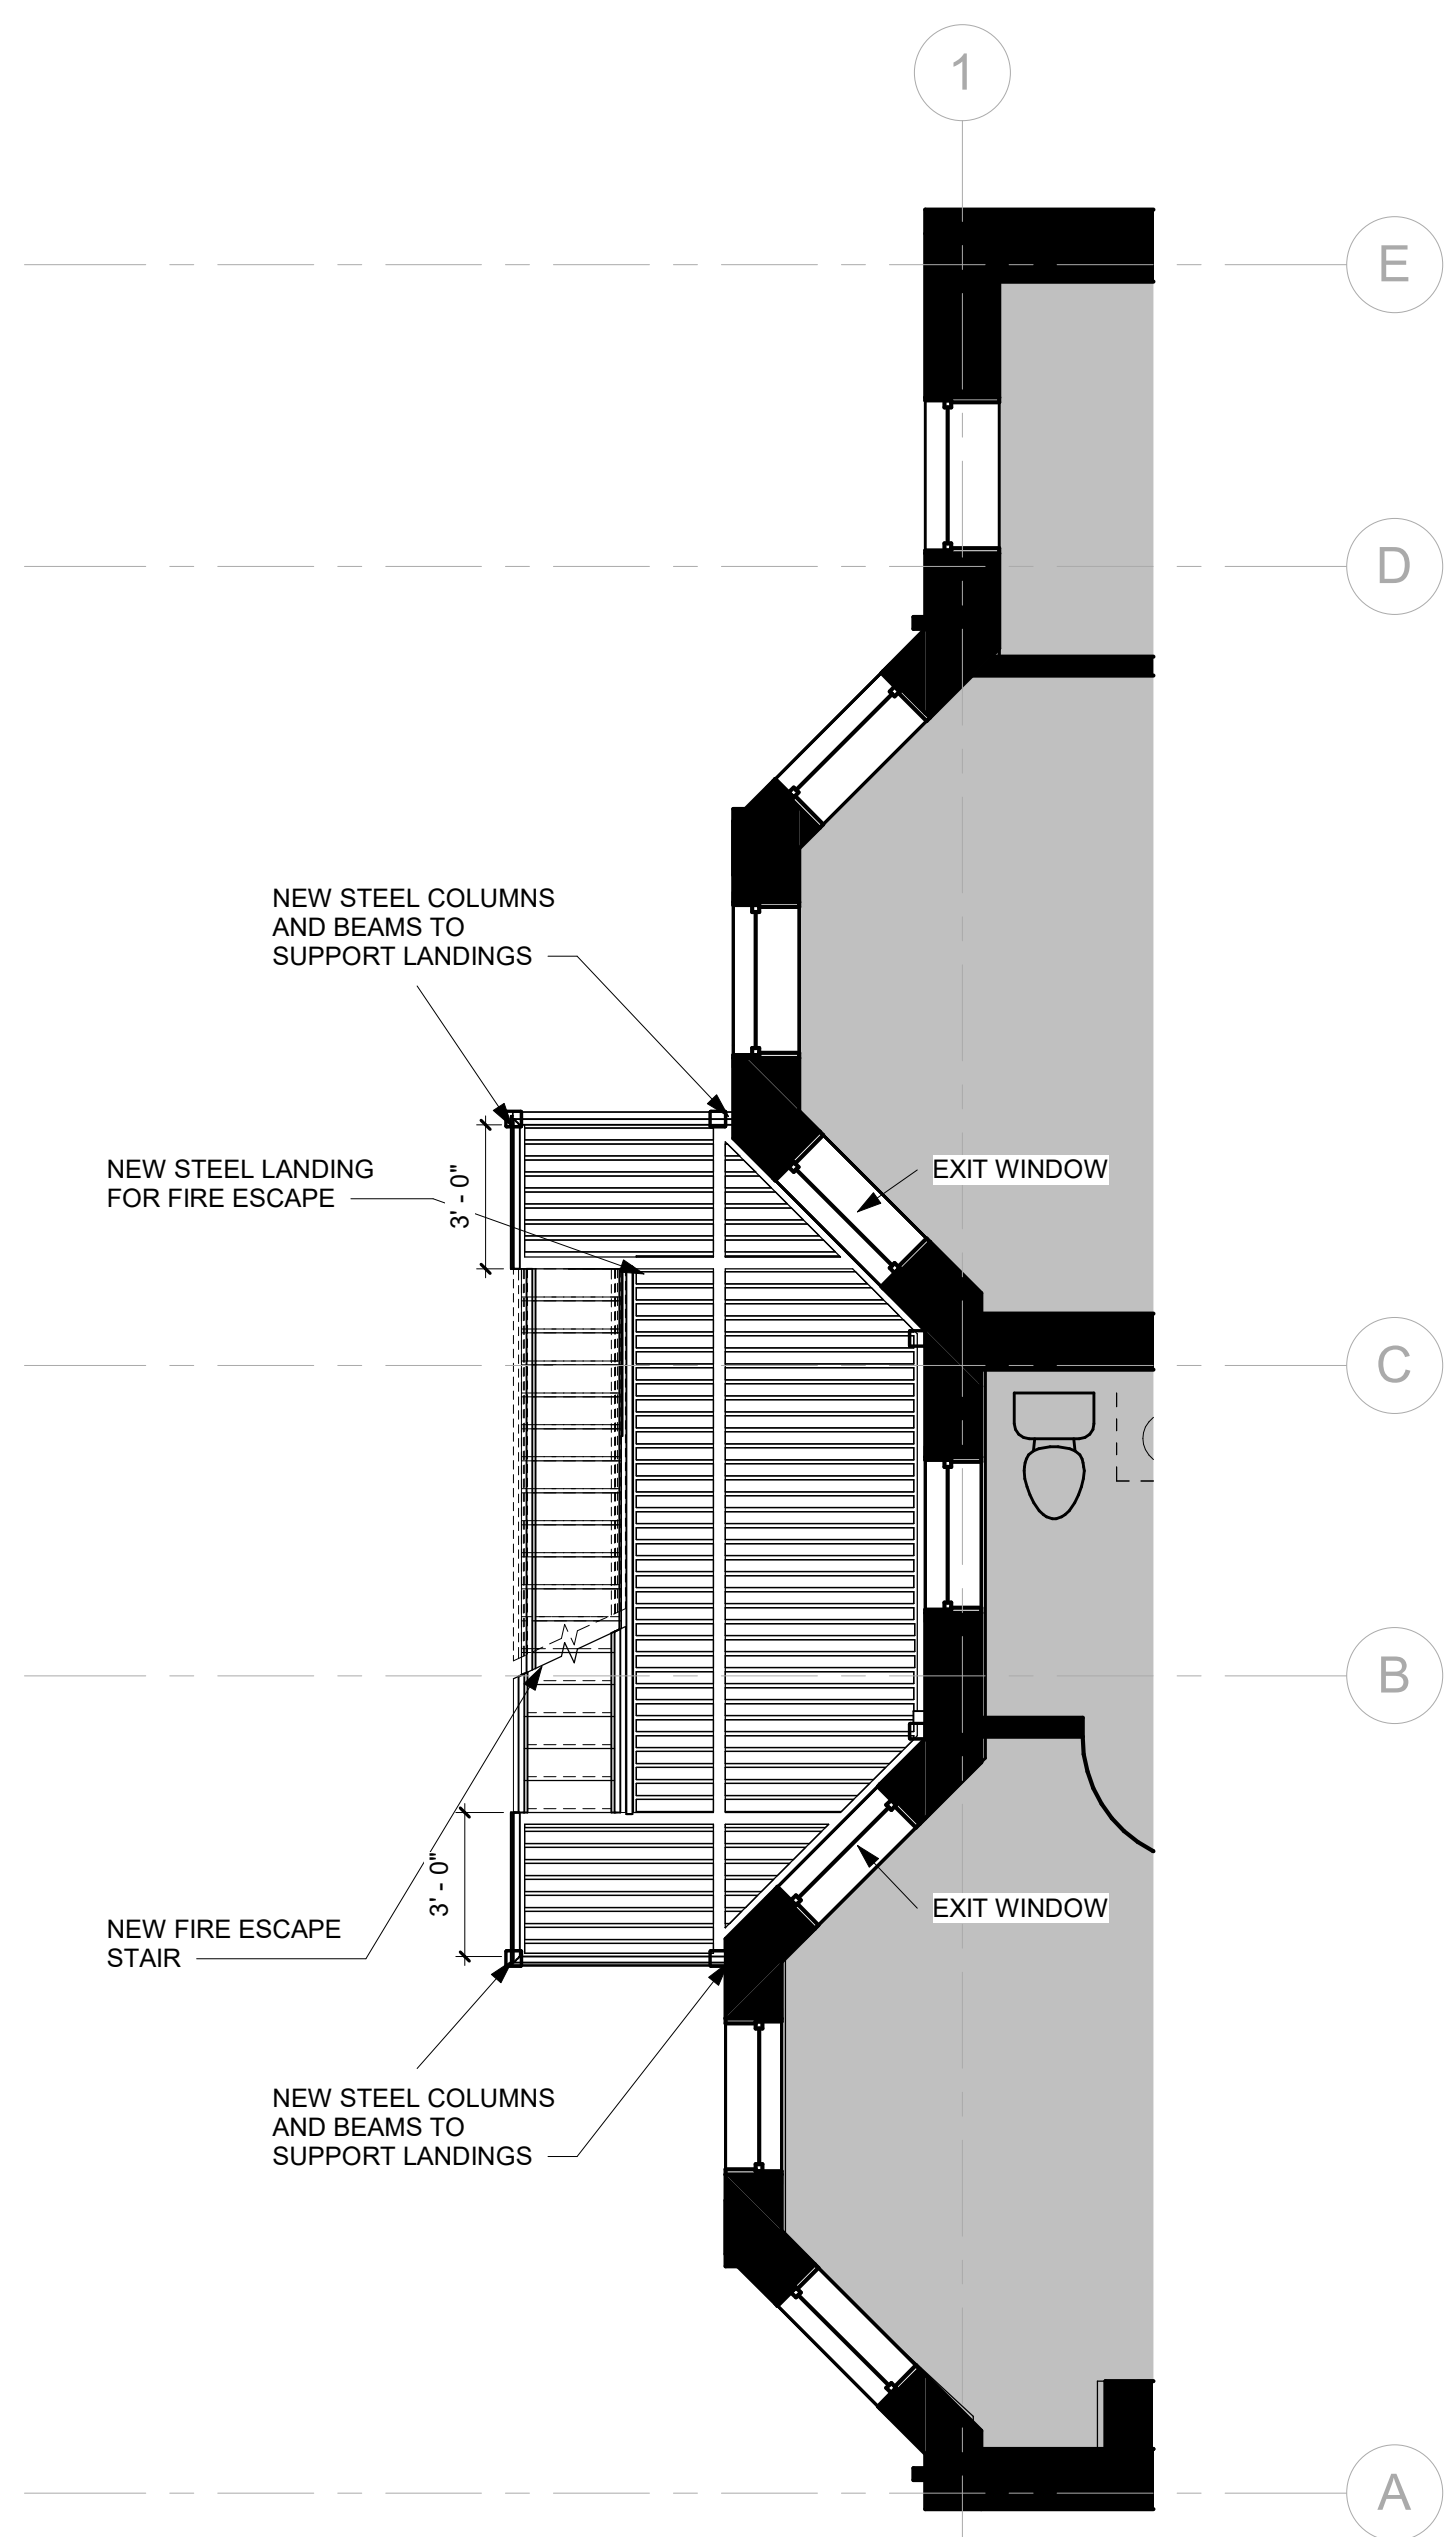 1
E
D
NEW STEEL COLUMNS
AND BEAMS TO
SUPPORT LANDINGS
NEW STEEL LANDING
FOR FIRE ESCAPE
3' - 0"
EXIT WINDOW
C
B
3' - 0"
EXIT WINDOW
NEW FIRE ESCAPE
STAIR
NEW STEEL COLUMNS
AND BEAMS TO
SUPPORT LANDINGS
A